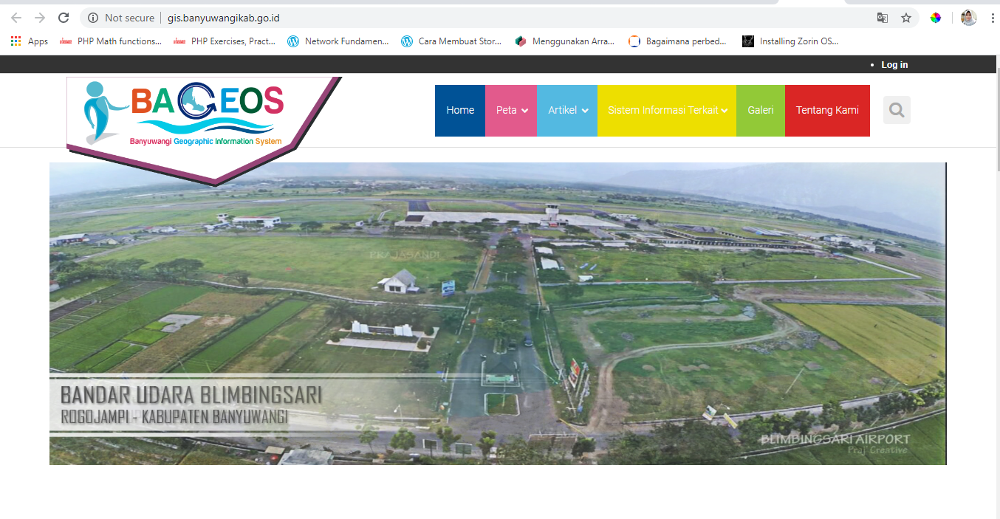 Not secure | gis.banyuwangikab.go.id
Apps PHP Math functions... PHP Exercises, Pract... Network Fundamen... Cara Membuat Stor... Menggunakan Arra... Bagaimana perbed... Installing Zorin OS...
• Log in
BAGEOS
Banyuwangi Geographic Information System
Home Peta Artikel Sistem Informasi Terkait Galeri Tentang Kami
PRAJASANDI
BANDAR UDARA BLIMBINGSARI
ROGOJAMPI - KABUPATEN BANYUWANGI
BLIMBINGSARI AIRPORT
Praj Creative